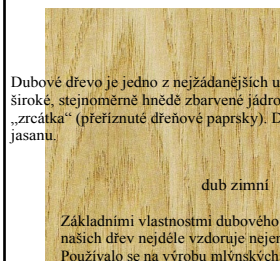 Dubové dřevo je jedno z nejžádanějších u
široké, stejnoměrně hnědě zbarvené jádro
„zrcátka“ (přeříznuté dřeňové paprsky). D
jasanu.
dub zimní
Základními vlastnostmi dubového
našich dřev nejdéle vzdoruje nejen
Používalo se na výrobu mlýnských